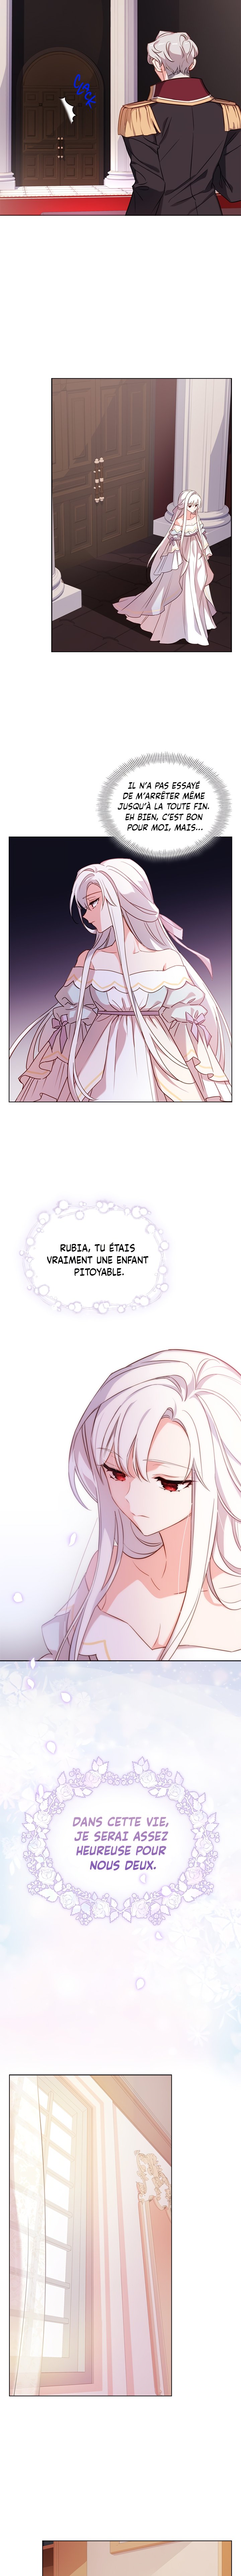 CLACK
IL N'A PAS ESSAYÉ
DE M'ARRÊTER MÊME
JUSQU'À LA TOUTE FIN.
EH BIEN, C'EST BON
POUR MOI, MAIS...
RUBIA, TU ÉTAIS
VRAIMENT UNE ENFANT
PITOYABLE.
DANS CETTE VIE,
JE SERAI ASSEZ
HEUREUSE POUR
NOUS DEUX.